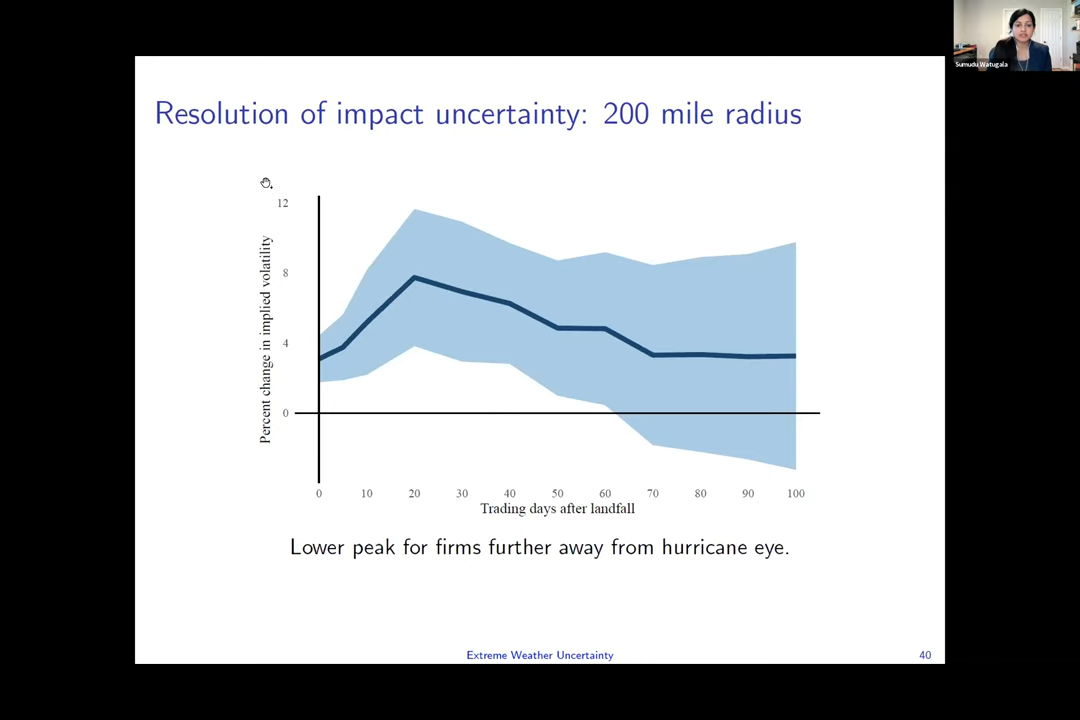 Sumudu Watugala
Resolution of impact uncertainty: 200 mile radius
Percent change in implied volatility
12
8
4
0
0 10 20 30 40 50 60 70 80 90 100
Trading days after landfall
Lower peak for firms further away from hurricane eye.
Extreme Weather Uncertainty
40